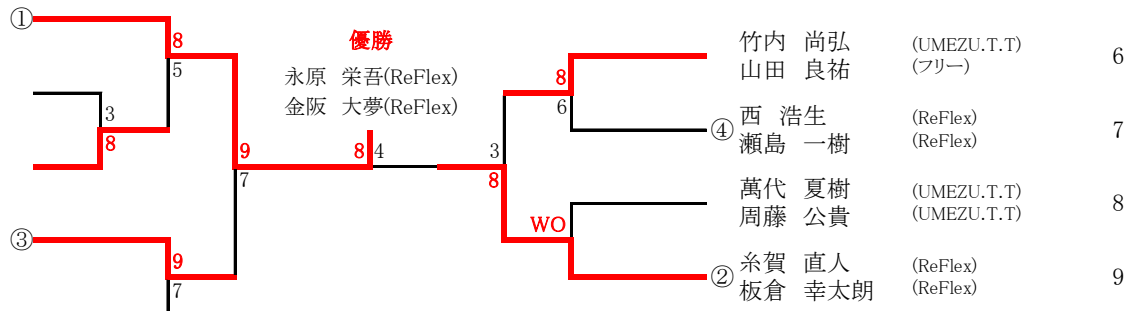 ①
8
5
3
8
9
7
③
9
7
優勝
永原 栄吾(ReFlex)
金阪 大夢(ReFlex)
8 4
3
8
8
6
WO
竹内 尚弘 (UMEZU.T.T) 6
山田 良祐 (フリー)
④ 西 浩生 (ReFlex) 7
瀬島 一樹 (ReFlex)
萬代 夏樹 (UMEZU.T.T) 8
周藤 公貴 (UMEZU.T.T)
② 糸賀 直人 (ReFlex) 9
板倉 幸太朗 (ReFlex)